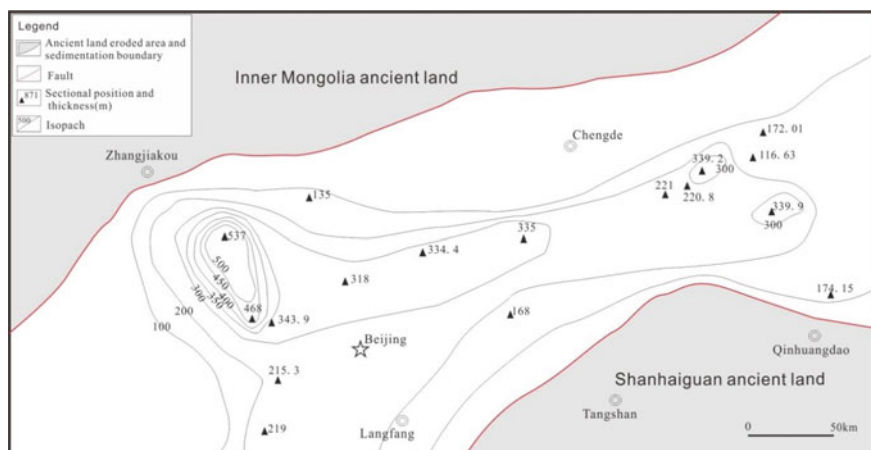 Legend
Ancient land eroded area and
sedimentation boundary
Fault
871
Sectional position and
thickness(m)
500
Isopach
Inner Mongolia ancient land
Zhangjiakou
Chengde
172. 01
116. 63
339. 2
300
221
220. 8
339. 9
300
135
335
334. 4
537
500
450
400
350
300
318
468
343. 9
200
100
168
174. 15
Beijing
Qinhuangdao
215. 3
Shanhaiguan ancient land
Tangshan
219
Langfang
0
50km